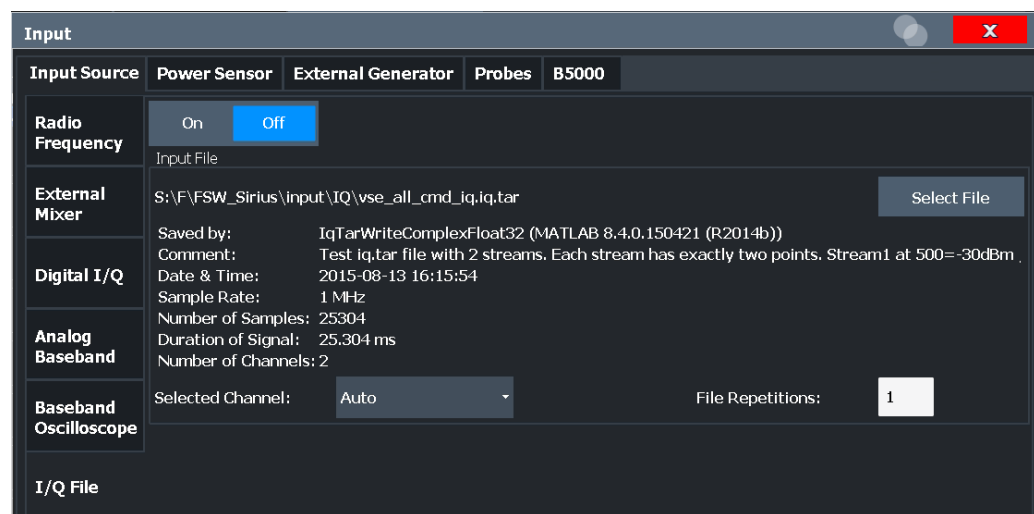 Input
X
Input Source Power Sensor External Generator Probes B5000
Radio
Frequency
On Off
Input File
External
Mixer
S:\F\FSW_Sirius\input\IQ\vse_all_cmd_iq.iq.tar
Select File
Saved by: IqTarWriteComplexFloat32 (MATLAB 8.4.0.150421 (R2014b))
Comment: Test iq.tar file with 2 streams. Each stream has exactly two points. Stream1 at 500=-30dBm
Digital I/Q
Date & Time: 2015-08-13 16:15:54
Sample Rate: 1 MHz
Number of Samples: 25304
Analog
Baseband
Duration of Signal: 25.304 ms
Number of Channels: 2
Baseband
Oscilloscope
Selected Channel: Auto File Repetitions: 1
I/Q File